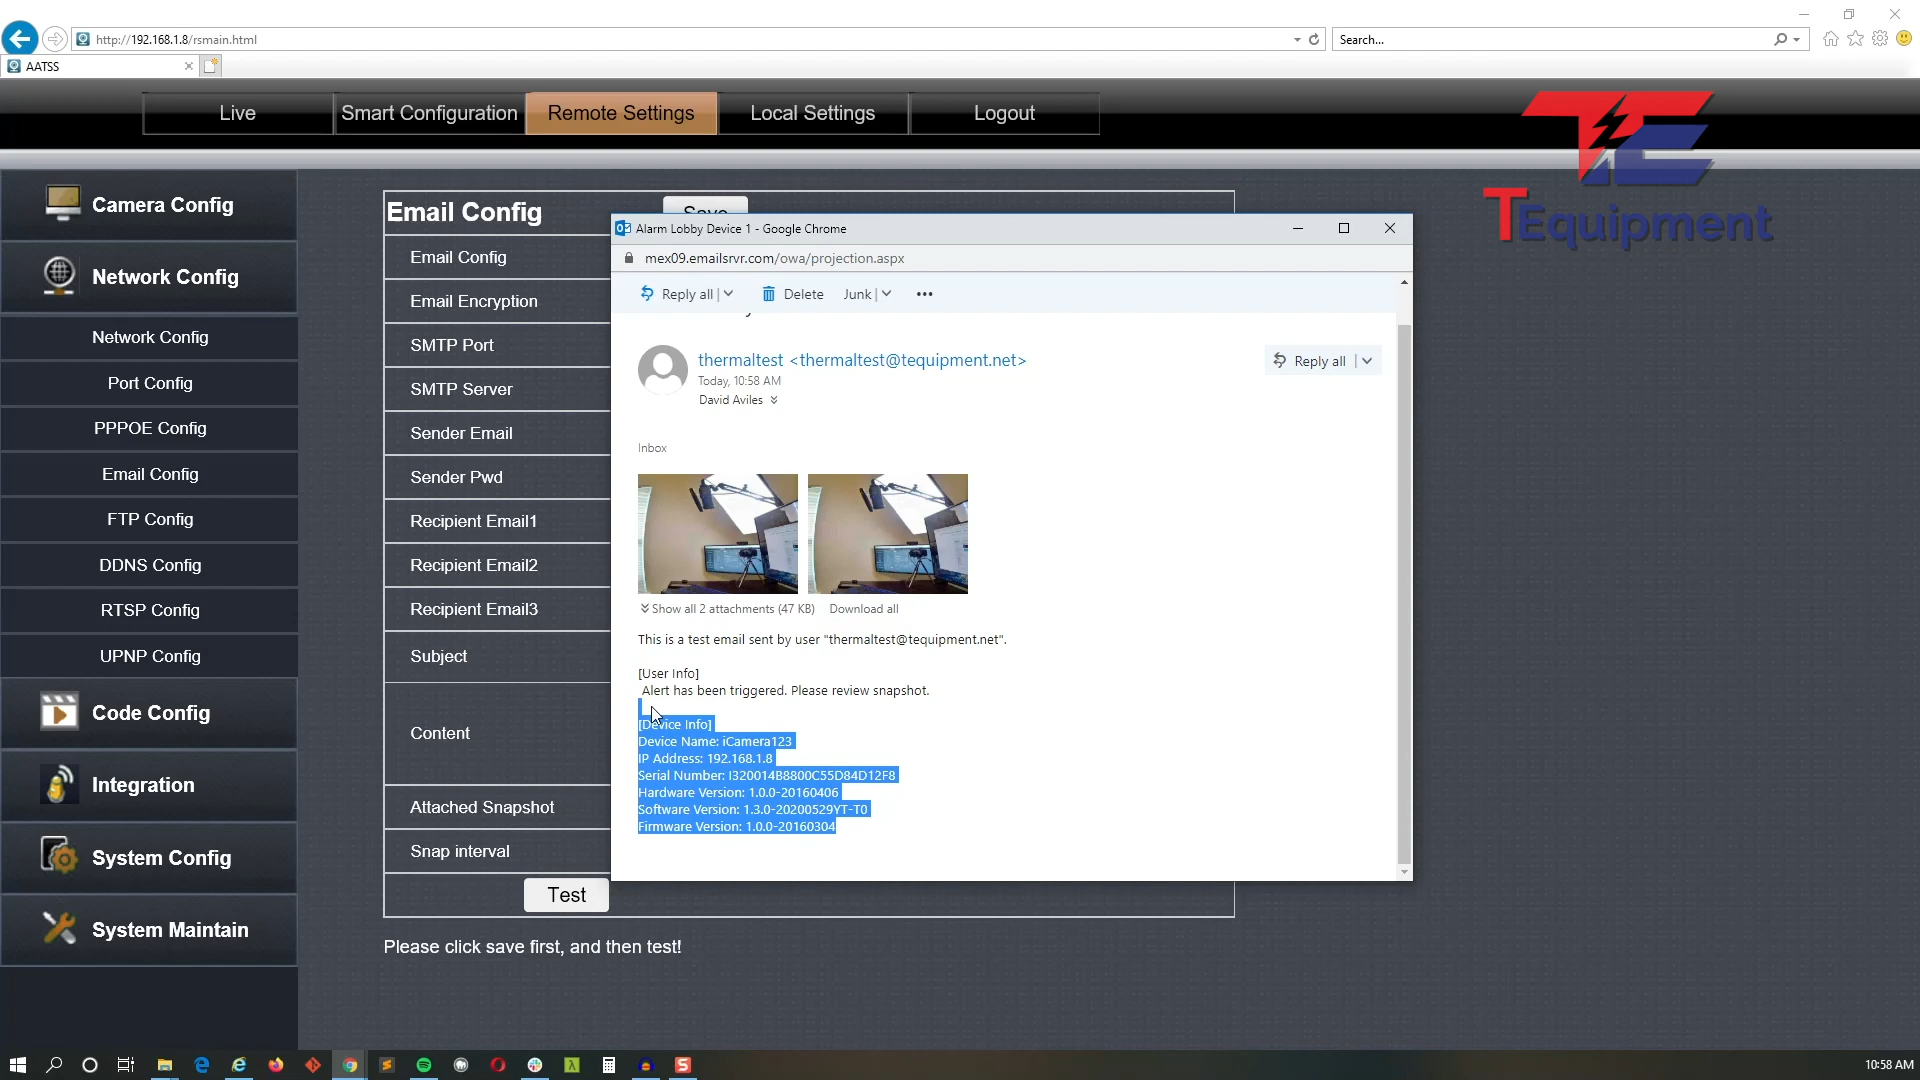 http://192.168.1.8/rsmain.html
Search...
AATSS
Live
Smart Configuration
Remote Settings
Local Settings
Logout
TEquipment
Camera Config
Network Config
Network Config
Port Config
PPPOE Config
Email Config
FTP Config
DDNS Config
RTSP Config
UPNP Config
Code Config
Integration
System Config
System Maintain
Email Config
Save
Email Config
Email Encryption
SMTP Port
SMTP Server
Sender Email
Sender Pwd
Recipient Email1
Recipient Email2
Recipient Email3
Subject
Content
Attached Snapshot
Snap interval
Test
Please click save first, and then test!
Alarm Lobby Device 1 - Google Chrome
mex09.emailsrvr.com/owa/projection.aspx
Reply all
Delete
Junk
thermaltest <thermaltest@tequipment.net>
Reply all
Today, 10:58 AM
David Aviles
Inbox
Show all 2 attachments (47 KB) Download all
This is a test email sent by user "thermaltest@tequipment.net".
[User Info]
Alert has been triggered. Please review snapshot.
[Device Info]
Device Name: iCamera123
IP Address: 192.168.1.8
Serial Number: I320014B8800C55D84D12F8
Hardware Version: 1.0.0-20160406
Software Version: 1.3.0-20200529YT-T0
Firmware Version: 1.0.0-20160304
10:58 AM